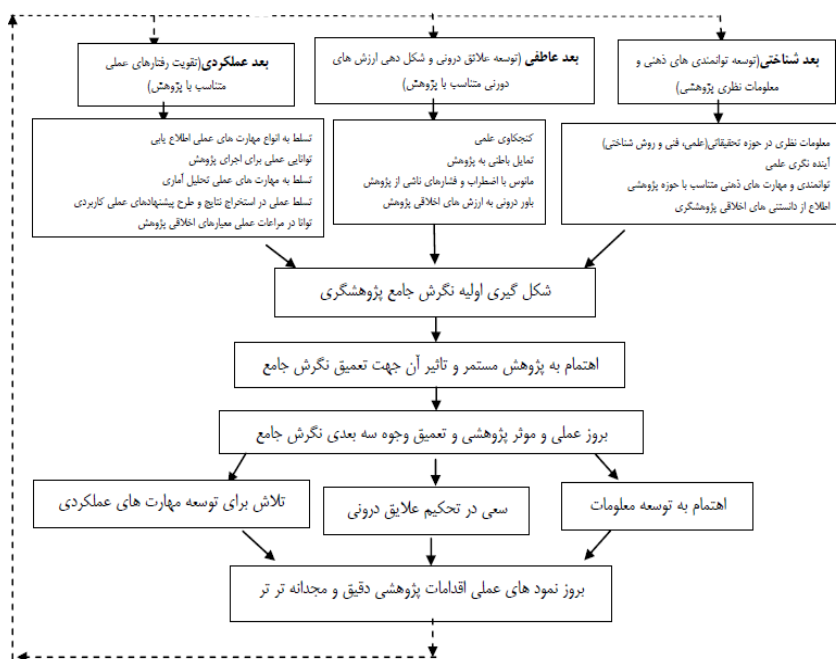 بعد شناختی(توسعه توانمندی های ذهنی و
معلومات نظری پژوهشی)
بعد عاطفی(توسعه علائق درونی و شکل دهی ارزش های
دورنی متناسب با پژوهش)
بعد عملکردی(تقویت رفتارهای عملی
متناسب با پژوهش)
معلومات نظری در حوزه تحقیقاتی(علمی، فنی و روش شناختی)
آینده نگری علمی
توانمندی و مهارت های ذهنی متناسب با حوزه پژوهشی
اطلاع از دانستنی های اخلاقی پژوهشگری
کنجکاوی علمی
تمایل باطنی به پژوهش
مانوس با اضطراب و فشارهای ناشی از پژوهش
باور درونی به ارزش های اخلاقی پژوهش
تسلط به انواع مهارت های عملی اطلاع یابی
توانایی عملی برای اجرای پژوهش
تسلط به مهارت های عملی تحلیل آماری
تسلط عملی در استخراج نتایج و طرح پیشنهادهای عملی کاربردی
توانا در مراعات عملی معیارهای اخلاقی پژوهش
شکل گیری اولیه نگرش جامع پژوهشگری
اهتمام به پژوهش مستمر و تاثیر آن جهت تعمیق نگرش جامع
بروز عملی و موثر پژوهشی و تعمیق وجوه سه بعدی نگرش جامع
اهتمام به توسعه معلومات
سعی در تحکیم علایق درونی
تلاش برای توسعه مهارت های عملکردی
بروز نمود های عملی اقدامات پژوهشی دقیق و مجدانه تر تر